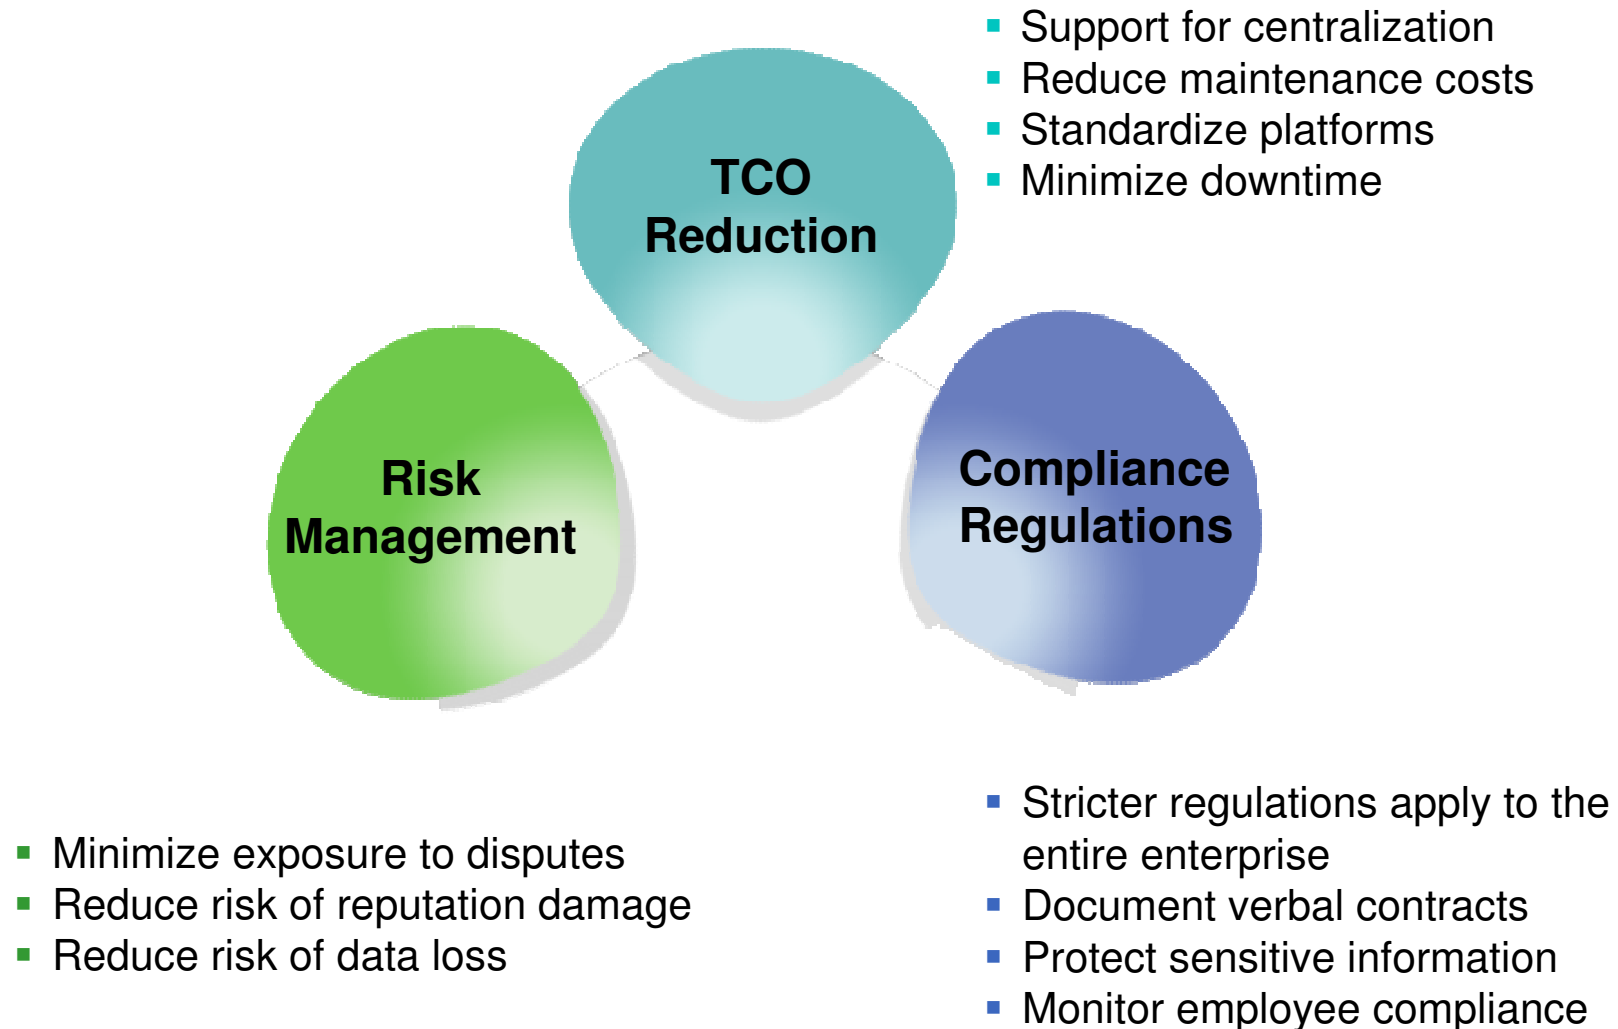 ▪ Support for centralization
▪ Reduce maintenance costs
▪ Standardize platforms
▪ Minimize downtime
TCO
Reduction
Risk
Management
Compliance
Regulations
▪ Minimize exposure to disputes
▪ Reduce risk of reputation damage
▪ Reduce risk of data loss
▪ Stricter regulations apply to the
entire enterprise
▪ Document verbal contracts
▪ Protect sensitive information
▪ Monitor employee compliance